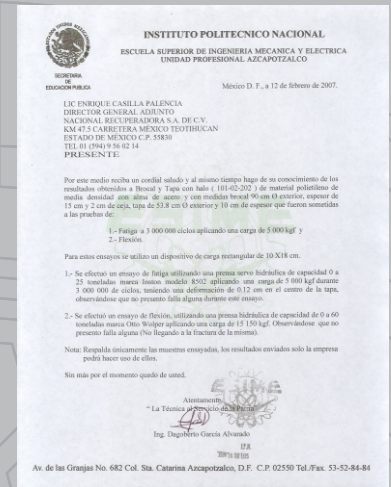 INSTITUTO POLITECNICO NACIONAL
ESCUELA SUPERIOR DE INGENIERIA MECANICA Y ELECTRICA
UNIDAD PROFESIONAL AZCAPOTZALCO
SECRETARIA
DE
EDUCACION PUBLICA
México D. F., a 12 de febrero de 2007.
LIC ENRIQUE CASILLA PALENCIA
DIRECTOR GENERAL ADJUNTO
NACIONAL RECUPERADORA S.A. DE C.V.
KM 47.5 CARRETERA MÉXICO TEOTIHUCAN
ESTADO DE MÉXICO C.P. 55830
TEL 01 (594) 9 56 02 14
PRESENTE
Por este medio reciba un cordial saludo y al mismo tiempo hago de su conocimiento de los
resultados obtenidos a Brocal y Tapa con halo ( 101-02-202 ) de material polietileno de
media densidad con alma de acero y con medidas brocal 90 cm Ø exterior, espesor de
15 cm y 2 cm de ceja, tapa de 53.8 cm Ø exterior y 10 cm de espesor que fueron sometidas
a las pruebas de:
1.- Fatiga a 3 000 000 ciclos aplicando una carga de 5 000 kgf y
2.- Flexión.
Para estos ensayos se utilizo un dispositivo de carga rectangular de 10 X18 cm.
1.- Se efectuó un ensayo de fatiga utilizando una prensa servo hidráulica de capacidad 0 a
25 toneladas marca Instron modelo 8502 aplicando una carga de 5 000 kgf durante
3 000 000 de ciclos, teniendo una deformación de 0.12 cm en el centro de la tapa,
observándose que no presento falla alguna durante este ensayo.
2.- Se efectuó un ensayo de flexión, utilizando una prensa servo hidráulica de capacidad 0 a 60
toneladas marca Otto Wolper aplicando una carga de 15 150 kgf. Observándose que no
presento falla alguna (No llegando a la fractura de la misma).
Nota: Respalda únicamente las muestras ensayadas, los resultados enviados solo la empresa
podrá hacer uso de ellos.
Sin más por el momento quedo de usted.
Atentamente
" La Técnica al Servicio de la Patria"
Ing. Dagoberto García Alvarado
I.P.N.
Av. de las Granjas No. 682 Col. Sta. Catarina Azcapotzalco, D.F. C.P. 02550 Tel./Fax. 53-52-84-84